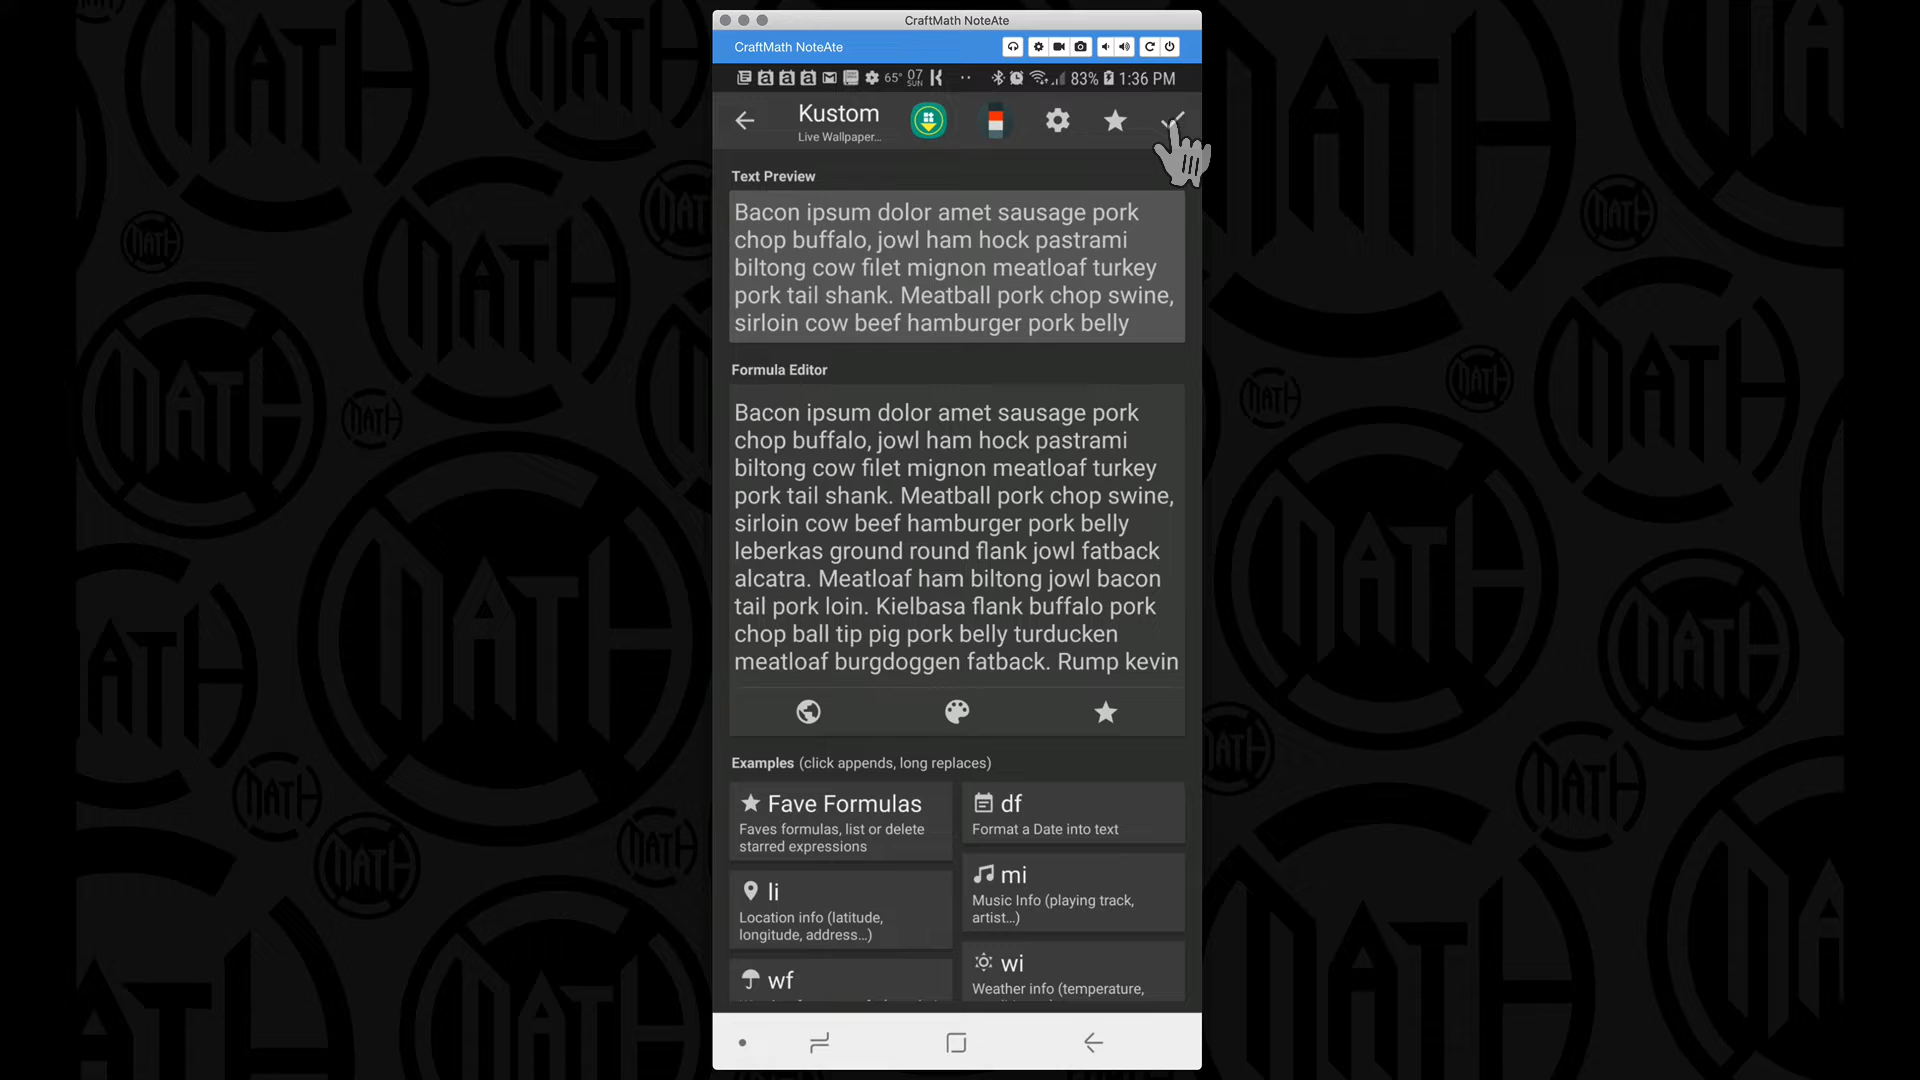 CraftMath NoteAte
CraftMath NoteAte
65° 07 SUN 83% 1:36 PM
Kustom
Live Wallpaper...
Text Preview
Bacon ipsum dolor amet sausage pork
chop buffalo, jowl ham hock pastrami
biltong cow filet mignon meatloaf turkey
pork tail shank. Meatball pork chop swine,
sirloin cow beef hamburger pork belly
Formula Editor
Bacon ipsum dolor amet sausage pork
chop buffalo, jowl ham hock pastrami
biltong cow filet mignon meatloaf turkey
pork tail shank. Meatball pork chop swine,
sirloin cow beef hamburger pork belly
leberkas ground round flank jowl fatback
alcatra. Meatloaf ham biltong jowl bacon
tail pork loin. Kielbasa flank buffalo pork
chop ball tip pig pork belly turducken
meatloaf burgdoggen fatback. Rump kevin
Examples (click appends, long replaces)
Fave Formulas
Faves formulas, list or delete
starred expressions
df
Format a Date into text
li
Location info (latitude,
longitude, address...)
mi
Music Info (playing track,
artist...)
wf
wi
Weather info (temperature,
MATH